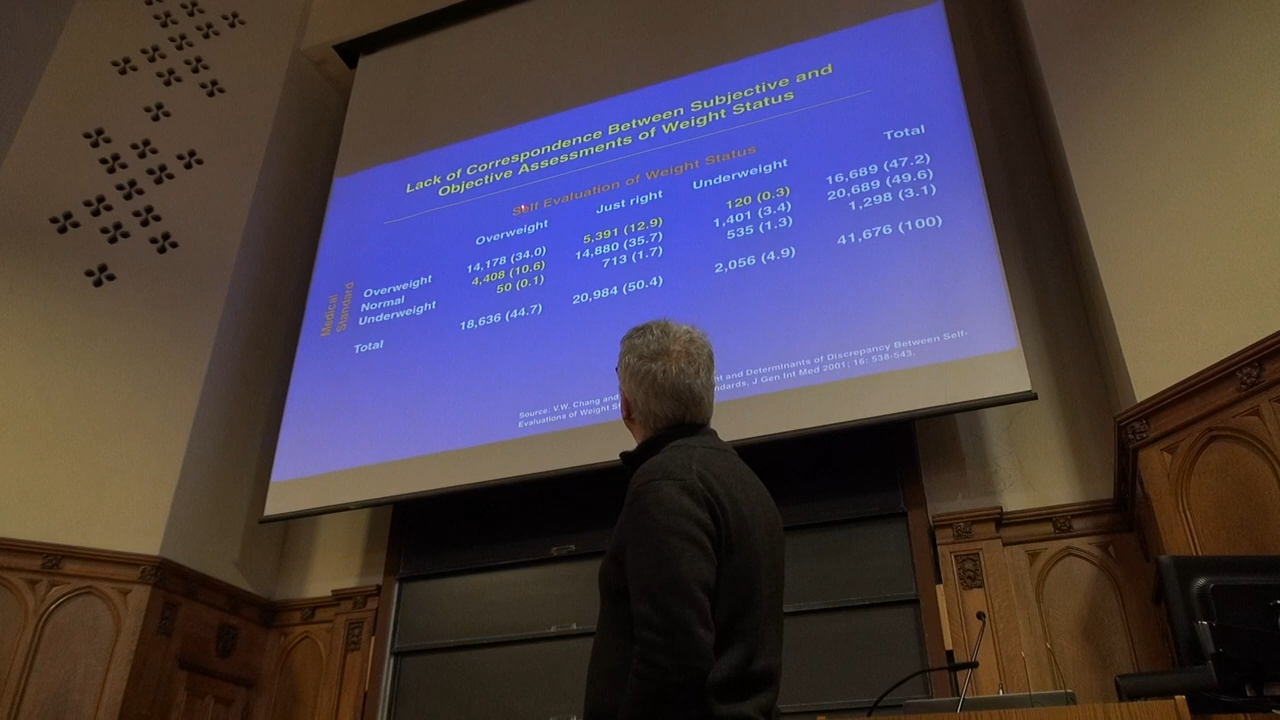 Lack of Correspondence Between Subjective and
Objective Assessments of Weight Status
Self Evaluation of Weight Status
Overweight Just right Underweight Total
Medical
Standard
Overweight 14,178 (34.0) 5,391 (12.9) 120 (0.3) 16,689 (47.2)
Normal 4,408 (10.6) 14,880 (35.7) 1,401 (3.4) 20,689 (49.6)
Underweight 50 (0.1) 713 (1.7) 535 (1.3) 1,298 (3.1)
Total 18,636 (44.7) 20,984 (50.4) 2,056 (4.9) 41,676 (100)
Source: V.W. Chang and and Determinants of Discrepancy Between Self-
Evaluations of Weight J Gen Int Med 2001; 16: 538-543.